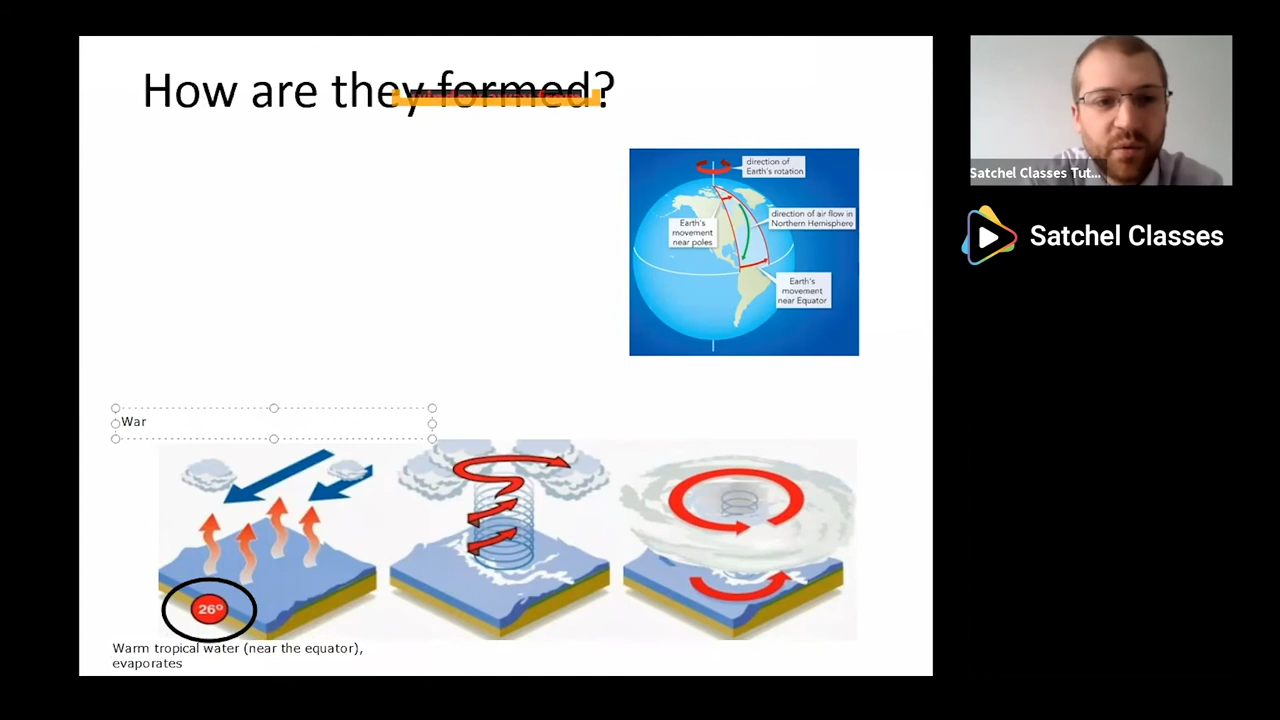 How are they formed?
direction of
Earth's rotation
direction of air flow in
Northern Hemisphere
Earth's
movement
near poles
Earth's
movement
near Equator
War
26º
Warm tropical water (near the equator),
evaporates
Satchel Classes Tut...
Satchel Classes